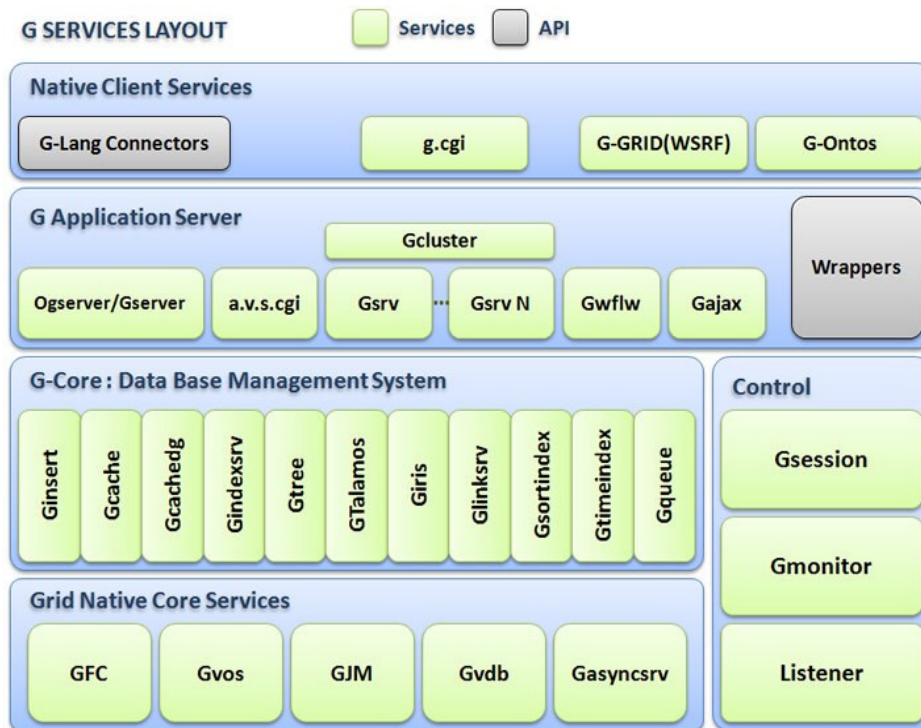 G SERVICES LAYOUT
Services
API
Native Client Services
G-Lang Connectors
g.cgi
G-GRID(WSRF)
G-Ontos
G Application Server
Gcluster
Wrappers
Ogserver/Gserver
a.v.s.cgi
Gsrv
...
Gsrv N
Gwflw
Gajax
G-Core : Data Base Management System
Ginsert
Gcache
Gcachedg
Gindexsrv
Gtree
GTalamos
Giris
Glinksrv
Gsortindex
Gtimeindex
Gqueue
Control
Gsession
Gmonitor
Listener
Grid Native Core Services
GFC
Gvos
GJM
Gvdb
Gasyncsrv